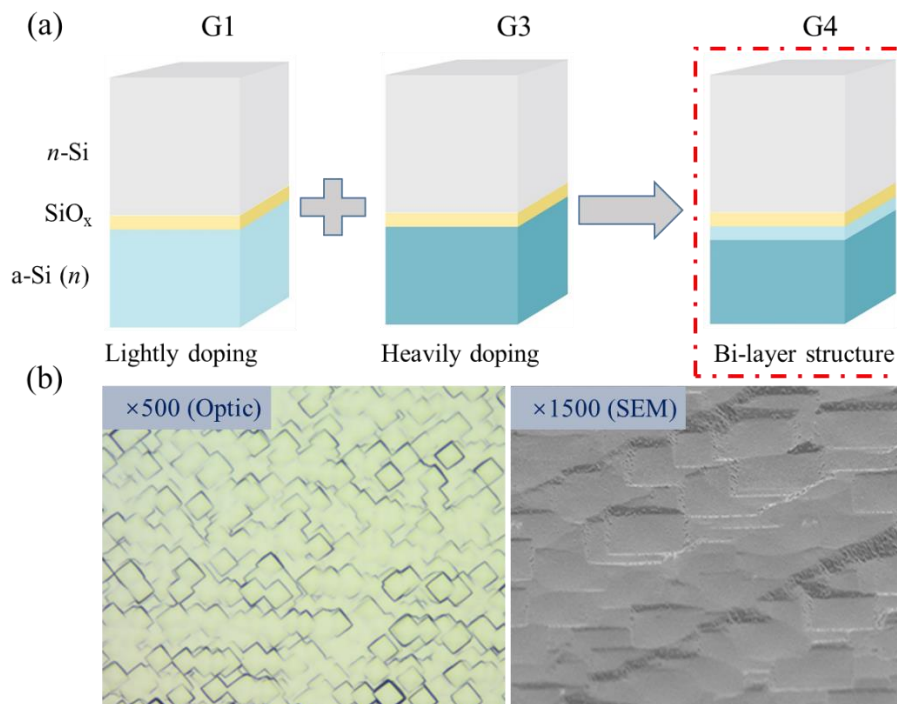 (a)
G1
G3
G4
n-Si
SiOx
a-Si (n)
Lightly doping
Heavily doping
Bi-layer structure
(b)
×500 (Optic)
×1500 (SEM)